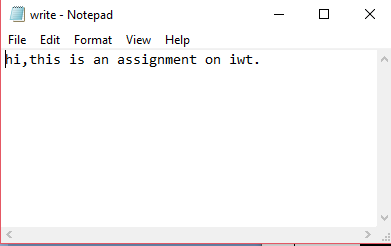 write - Notepad
File Edit Format View Help
hi,this is an assignment on iwt.